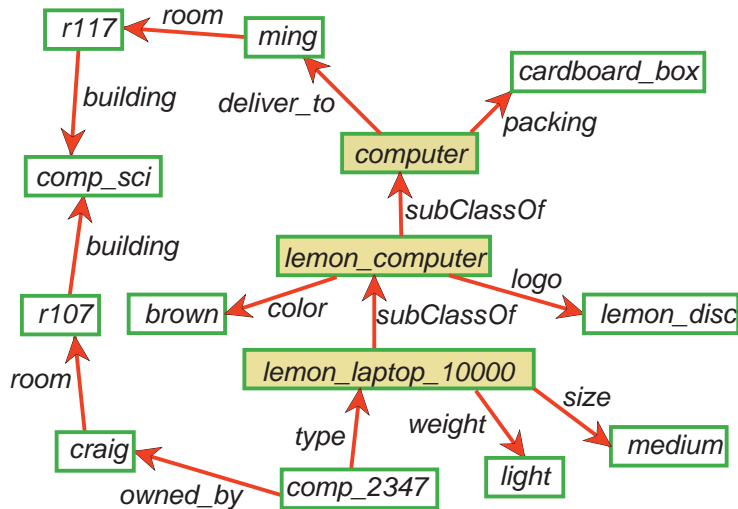 room
r117
ming
cardboard_box
building
deliver_to
packing
computer
comp_sci
subClassOf
building
lemon_computer
logo
r107
brown
color
subClassOf
lemon_disc
room
lemon_laptop_10000
size
type
weight
craig
medium
owned_by
comp_2347
light